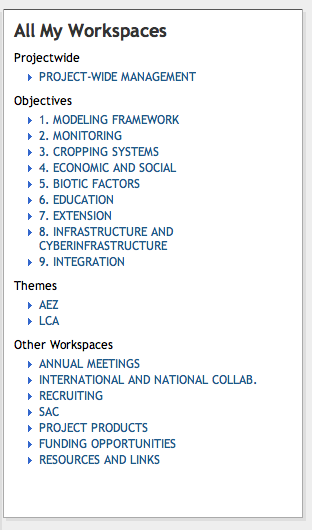 All My Workspaces
Projectwide
PROJECT-WIDE MANAGEMENT
Objectives
1. MODELING FRAMEWORK
2. MONITORING
3. CROPPING SYSTEMS
4. ECONOMIC AND SOCIAL
5. BIOTIC FACTORS
6. EDUCATION
7. EXTENSION
8. INFRASTRUCTURE AND
CYBERINFRASTRUCTURE
9. INTEGRATION
Themes
AEZ
LCA
Other Workspaces
ANNUAL MEETINGS
INTERNATIONAL AND NATIONAL COLLAB.
RECRUITING
SAC
PROJECT PRODUCTS
FUNDING OPPORTUNITIES
RESOURCES AND LINKS